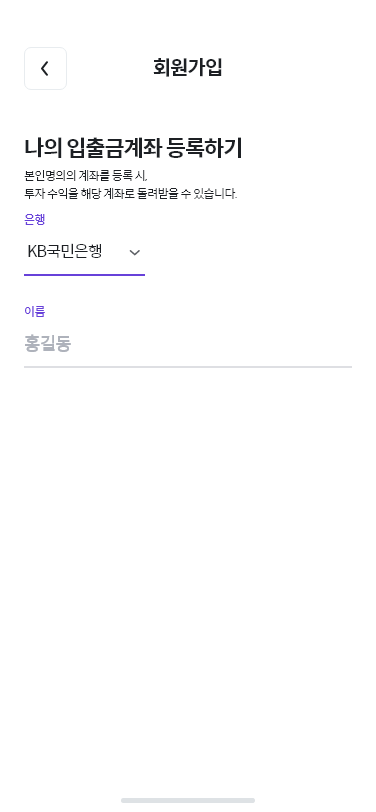 회원가입
나의 입출금계좌 등록하기
본인명의의 계좌를 등록 시,
투자 수익을 해당 계좌로 돌려받을 수 있습니다.
은행
KB국민은행
이름
홍길동